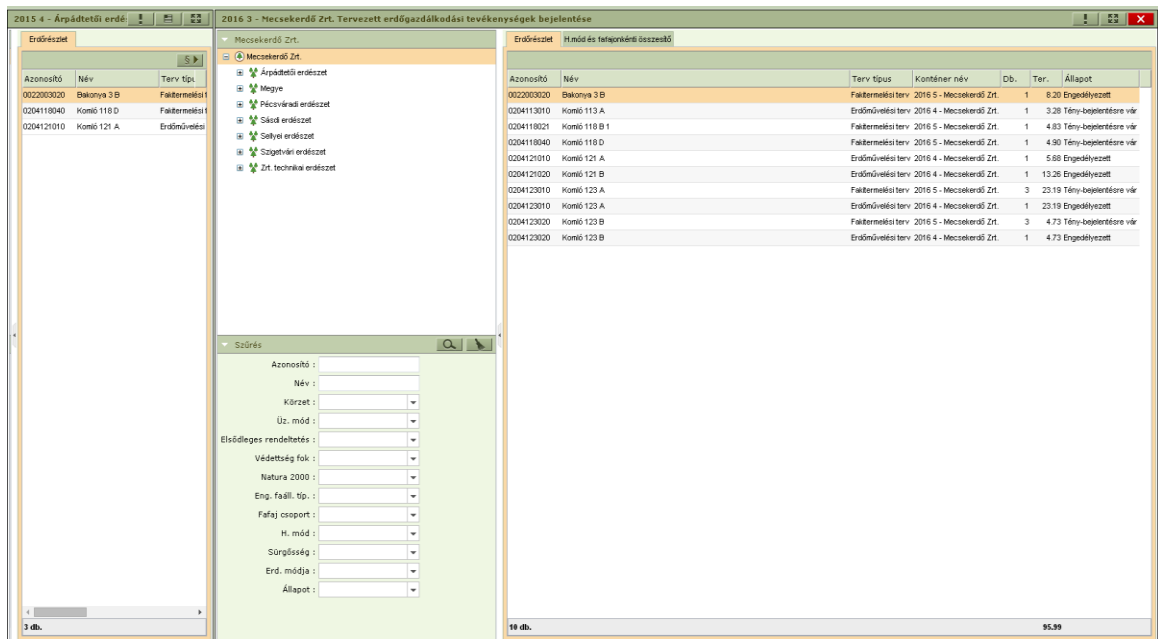 2015 4 - Árpádtetői erdé:
Erdőrészlet
Azonosító Név Terv típu
0022003020 Bakonya 3 B Fakitermelési t
0204118040 Komló 118 D Fakitermelési t
0204121010 Komló 121 A Erdőművelési
3 db.
2016 3 - Mecsekerdő Zrt. Tervezett erdőgazdálkodási tevékenységek bejelentése
Mecsekerdő Zrt.
Mecsekerdő Zrt.
Árpádtetői erdészet
Megye
Pécsváradi erdészet
Sásdi erdészet
Sellyei erdészet
Szigetvári erdészet
Zrt. technikai erdészet
Szűrés
Azonosító :
Név :
Körzet :
Üz. mód :
Elsődleges rendeltetés :
Védettség fok :
Natura 2000 :
Eng. faáll. típ. :
Fafaj csoport :
H. mód :
Sürgősség :
Erd. módja :
Állapot :
Erdőrészlet H.mód és fafajonkénti összesítő
Azonosító Név Terv típus Konténer név Db. Ter. Állapot
0022003020 Bakonya 3 B Fakitermelési terv 2016 5 - Mecsekerdő Zrt. 1 8.20 Engedélyezett
0204113010 Komló 113 A Fakitermelési terv 2016 4 - Mecsekerdő Zrt. 1 3.28 Tény-bejelentésre vár
0204118021 Komló 118 B 1 Fakitermelési terv 2016 5 - Mecsekerdő Zrt. 1 4.83 Tény-bejelentésre vár
0204118040 Komló 118 D Fakitermelési terv 2016 5 - Mecsekerdő Zrt. 1 4.90 Tény-bejelentésre vár
0204121010 Komló 121 A Erdőművelési terv 2016 4 - Mecsekerdő Zrt. 1 5.68 Engedélyezett
0204121020 Komló 121 B Erdőművelési terv 2016 4 - Mecsekerdő Zrt. 1 13.26 Engedélyezett
0204123010 Komló 123 A Fakitermelési terv 2016 5 - Mecsekerdő Zrt. 3 23.19 Tény-bejelentésre vár
0204123010 Komló 123 A Erdőművelési terv 2016 4 - Mecsekerdő Zrt. 1 23.19 Engedélyezett
0204123020 Komló 123 B Fakitermelési terv 2016 5 - Mecsekerdő Zrt. 3 4.73 Tény-bejelentésre vár
0204123020 Komló 123 B Erdőművelési terv 2016 4 - Mecsekerdő Zrt. 1 4.73 Engedélyezett
10 db. 95.99